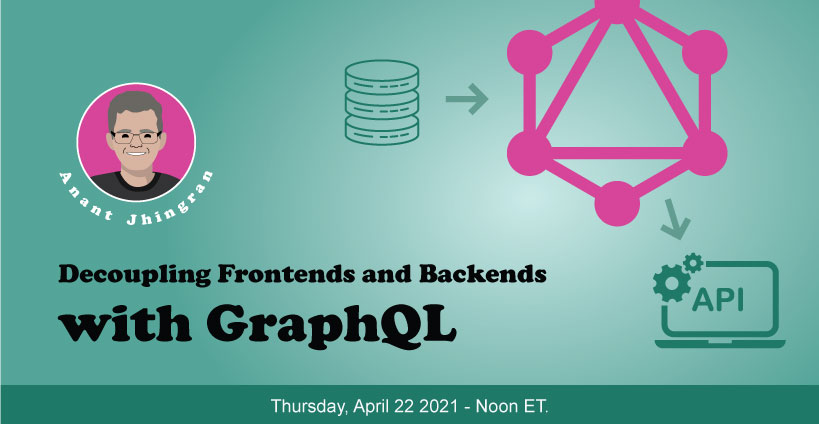 Anant Jhingran
Decoupling Frontends and Backends
with GraphQL
API
Thursday, April 22 2021 - Noon ET.